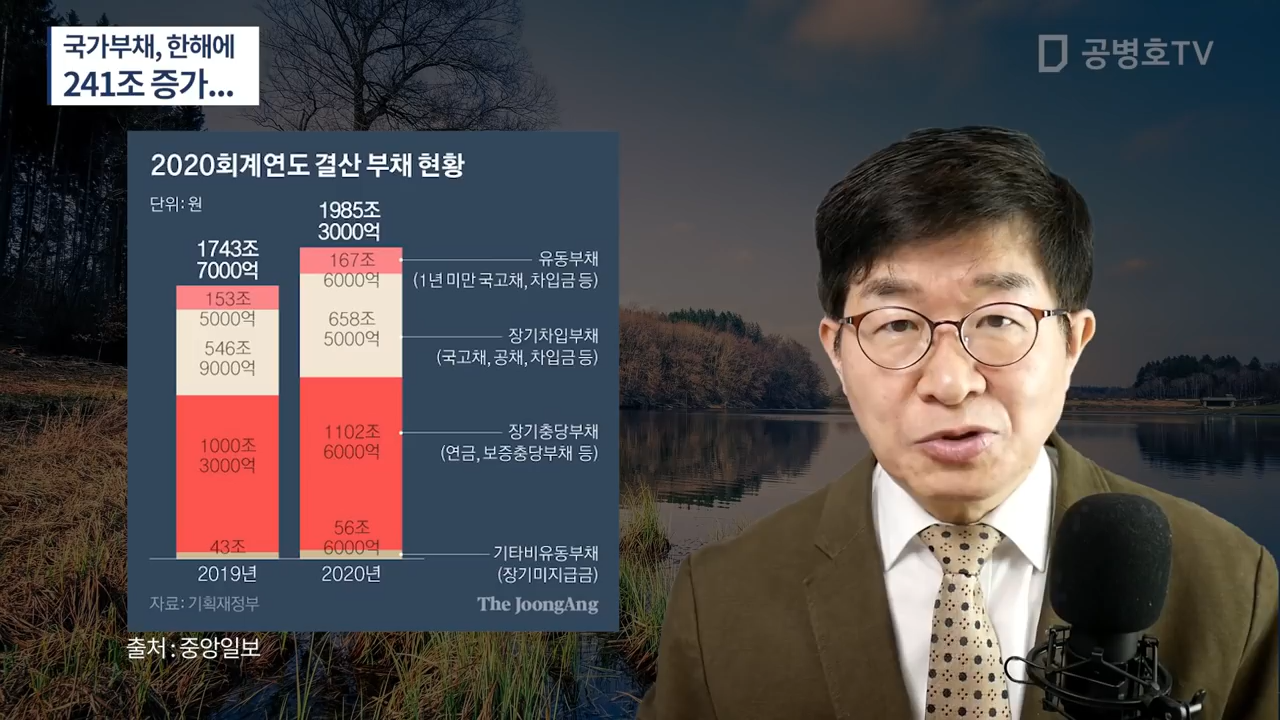 국가부채, 한해에
241조 증가...
공병호TV
2020회계연도 결산 부채 현황
단위: 원
1985조
3000억
1743조
7000억
167조
6000억
유동부채
(1년 미만 국고채, 차입금 등)
153조
5000억
658조
5000억
장기차입부채
(국고채, 공채, 차입금 등)
546조
9000억
1102조
6000억
장기충당부채
(연금, 보증충당부채 등)
1000조
3000억
56조
6000억
43조
기타비유동부채
(장기미지급금)
2019년
2020년
자료: 기획재정부
The JoongAng
출처 : 중앙일보